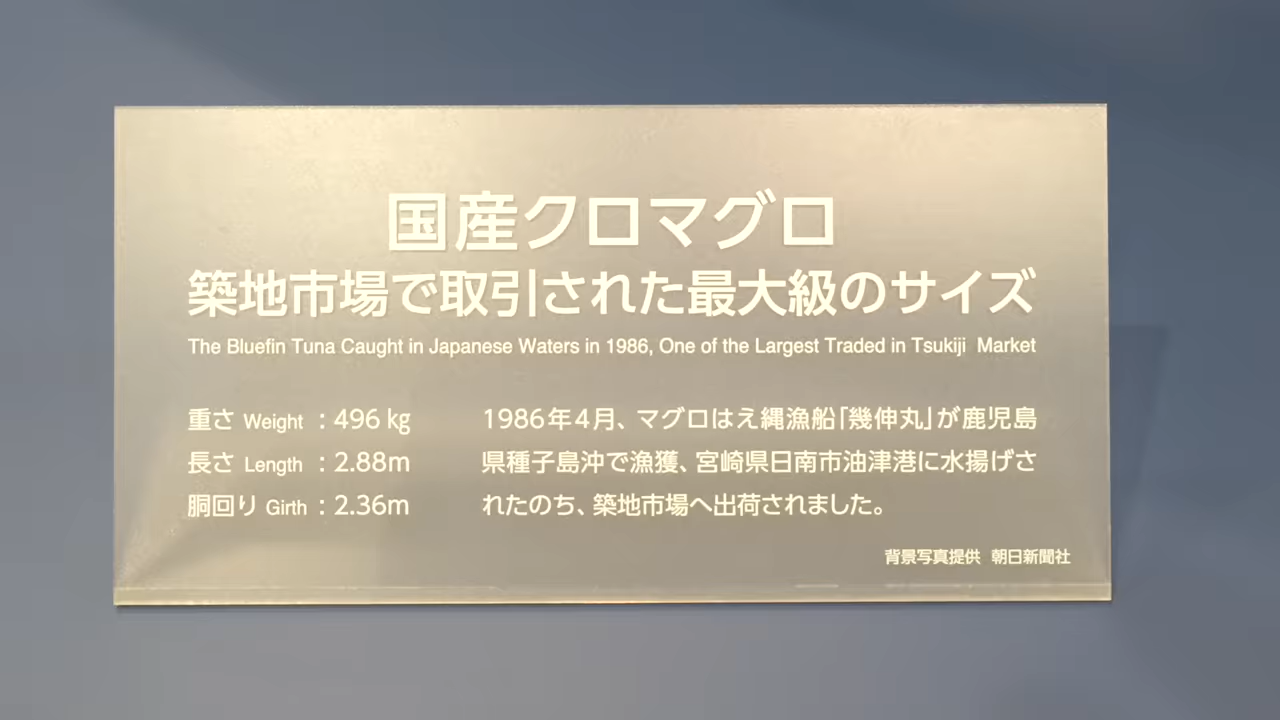 国産クロマグロ
築地市場で取引された最大級のサイズ
The Bluefin Tuna Caught in Japanese Waters in 1986, One of the Largest Traded in Tsukiji Market
重さ Weight : 496 kg
長さ Length : 2.88m
胴回り Girth : 2.36m
1986年4月、マグロはえ縄漁船「幾伸丸」が鹿児島
県種子島沖で漁獲、宮崎県日南市油津港に水揚げさ
れたのち、築地市場へ出荷されました。
背景写真提供 朝日新聞社